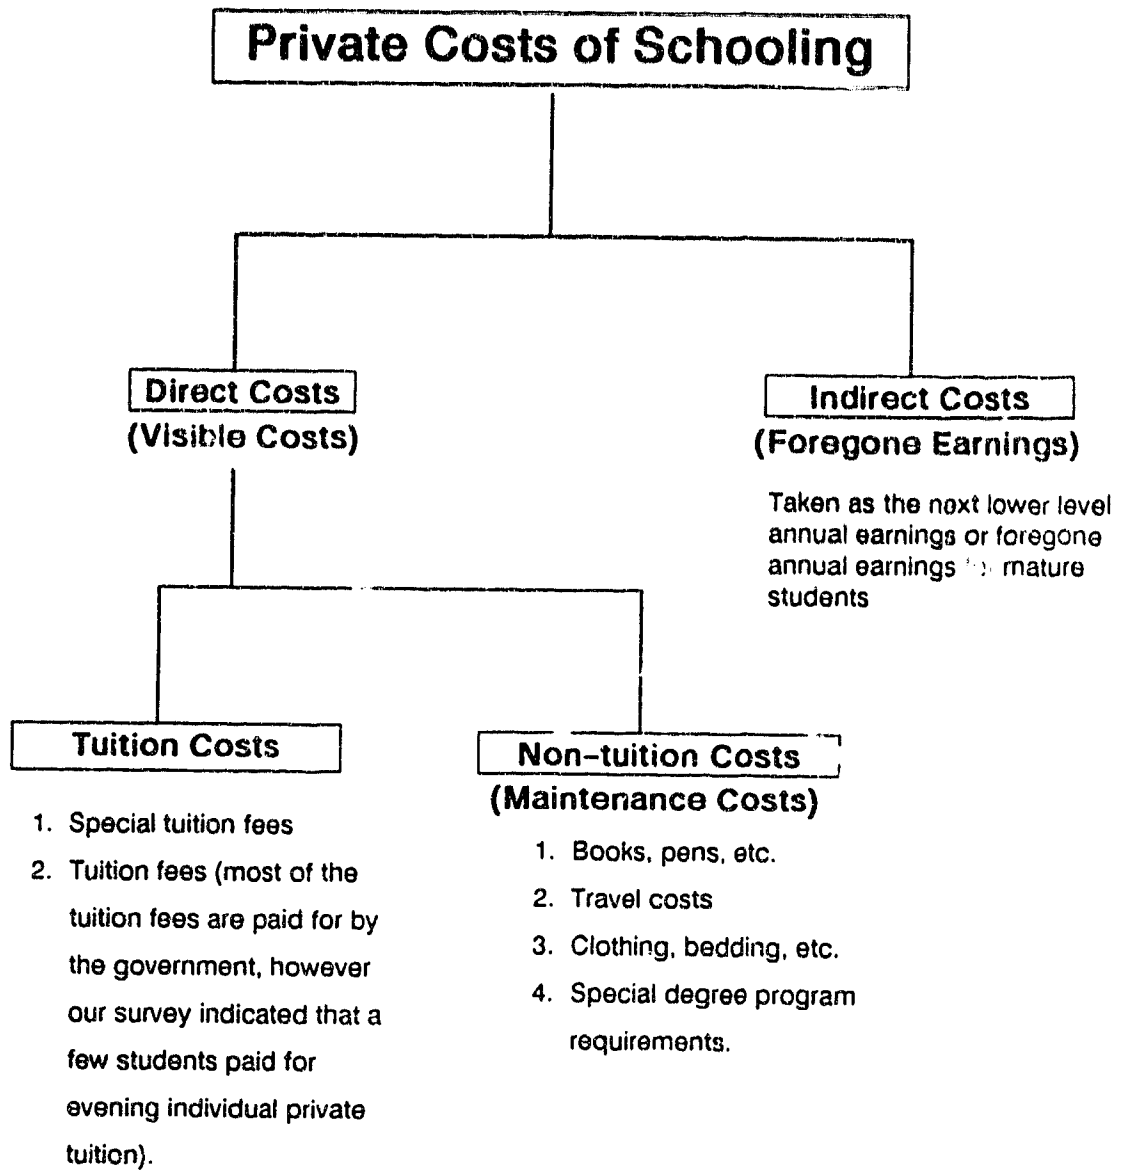 Private Costs of Schooling
Direct Costs
(Visible Costs)
Indirect Costs
(Foregone Earnings)
Taken as the next lower level
annual earnings or foregone
annual earnings mature
students
Tuition Costs
1. Special tuition fees
2. Tuition fees (most of the
tuition fees are paid for by
the government, however
our survey indicated that a
few students paid for
evening individual private
tuition).
Non-tuition Costs
(Maintenance Costs)
1. Books, pens, etc.
2. Travel costs
3. Clothing, bedding, etc.
4. Special degree program
requirements.